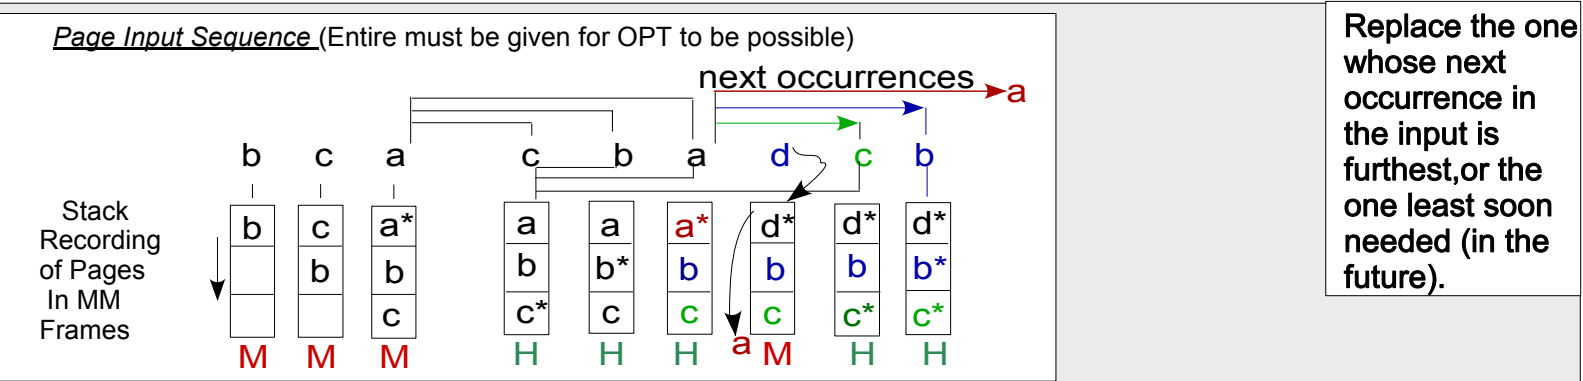 Page Input Sequence (Entire must be given for OPT to be possible)
next occurrences a
b c a c b a d c b
Stack
Recording
of Pages
In MM
Frames
b c a* a a a* d* d* d*
b b b b* b b b b*
c c* c c c c* c*
a
M M M H H H M H H
Replace the one
whose next
occurrence in
the input is
furthest,or the
one least soon
needed (in the
future).